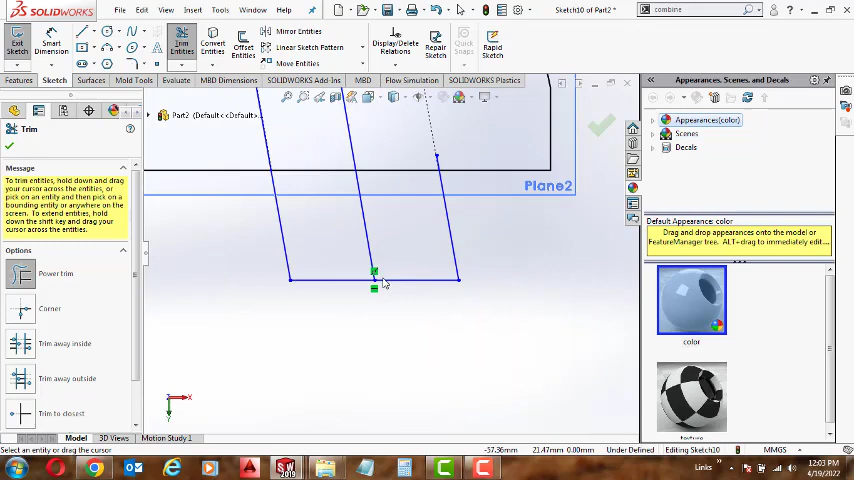 SOLIDWORKS
File
Edit
View
Insert
Tools
Window
Help
Sketch10 of Part2 *
combine
Exit
Sketch
Smart
Dimension
Trim
Entities
Convert
Entities
Offset
Entities
Mirror Entities
Linear Sketch Pattern
Move Entities
Display/Delete
Relations
Repair
Sketch
Quick
Snaps
Rapid
Sketch
Features
Sketch
Surfaces
Mold Tools
Evaluate
MBD Dimensions
SOLIDWORKS Add-Ins
MBD
Flow Simulation
SOLIDWORKS Plastics
Trim
Message
To trim entities, hold down and drag
your cursor across the entities, or
pick on an entity and then pick on a
bounding entity or anywhere on the
screen. To extend entities, hold
down the shift key and drag your
cursor across the entities.
Options
Power trim
Corner
Trim away inside
Trim away outside
Trim to closest
Part2 (Default<<Default>...
Plane2
Appearances, Scenes, and Decals
Appearances(color)
Scenes
Decals
Default Appearance: color
Drag and drop appearances onto the model or
FeatureManager tree. ALT+drag to immediately edit...
color
texture
Z
X
Y
Model
3D Views
Motion Study 1
Select an entity or drag the cursor
-57.36mm
21.47mm 0.00mm
Under Defined
Editing Sketch10
MMGS
Links
12:03 PM
4/19/2022